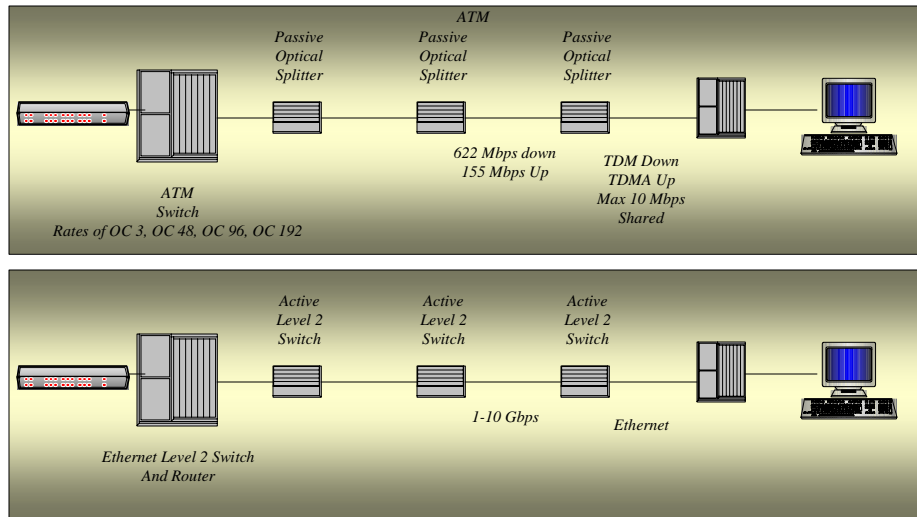 ATM
Passive
Optical
Splitter
Passive
Optical
Splitter
Passive
Optical
Splitter
622 Mbps down
155 Mbps Up
TDM Down
TDMA Up
Max 10 Mbps
Shared
ATM
Switch
Rates of OC 3, OC 48, OC 96, OC 192
Active
Level 2
Switch
Active
Level 2
Switch
Active
Level 2
Switch
1-10 Gbps
Ethernet
Ethernet Level 2 Switch
And Router